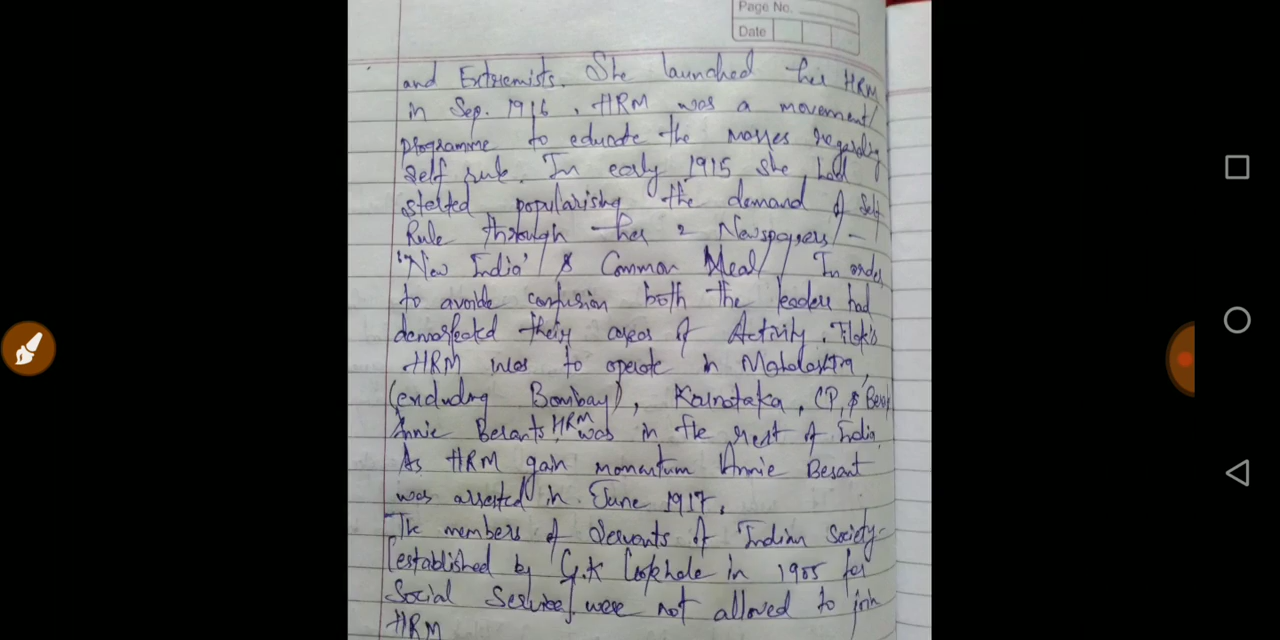 Page No.
Date
and Extremists. She launched her HRM
in Sep. 1916. HRM was a movement/
programme to educate the masses regarding
self rule. In early 1915 she had
started popularising the demand of Self
Rule through her 2 Newspapers/-
'New India' / & Common Weal/ In order
to avoide confusion both the leaders had
their areas of Activity. Tilak's
HRM was to operate in Maharashtra,
(excluding Bombay), Karnataka, CP, & Berar
Annie Besants HRM was in the rest of India
As HRM gain momentum Annie Besant
was arrested in June 1917.
The members of Servants of Indian Society-
[established by G.K Gokhale in 1905 for
Social Service] were not allowed to join
HRM